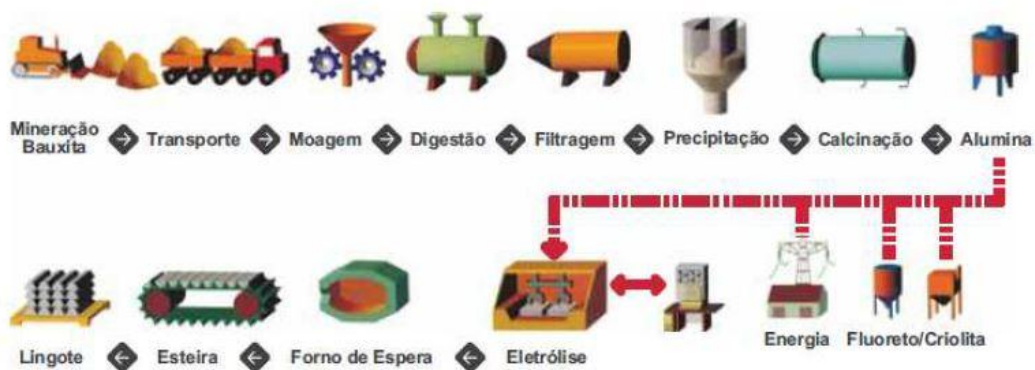 Mineração
Bauxita
Transporte
Moagem
Digestão
Filtragem
Precipitação
Calcinação
Alumina
Energia
Fluoreto/Criolita
Lingote
Esteira
Forno de Espera
Eletrólise